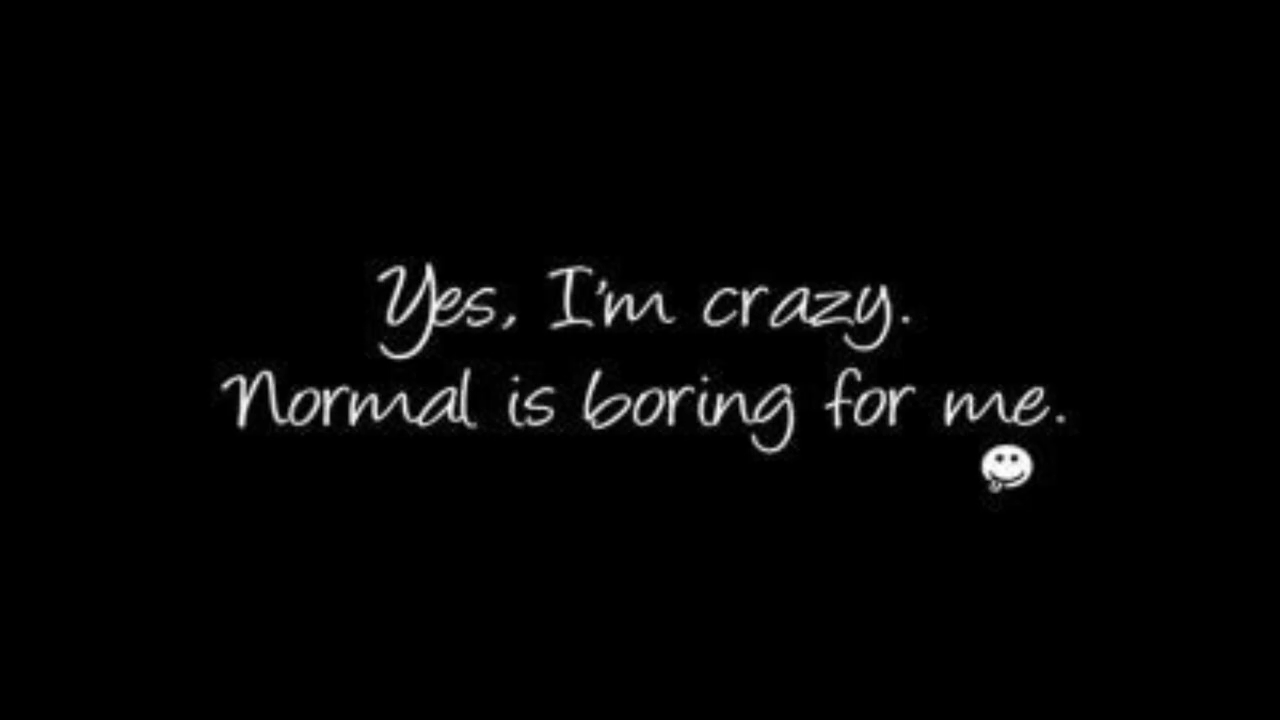 Yes, I'm crazy.
Normal is boring for me.